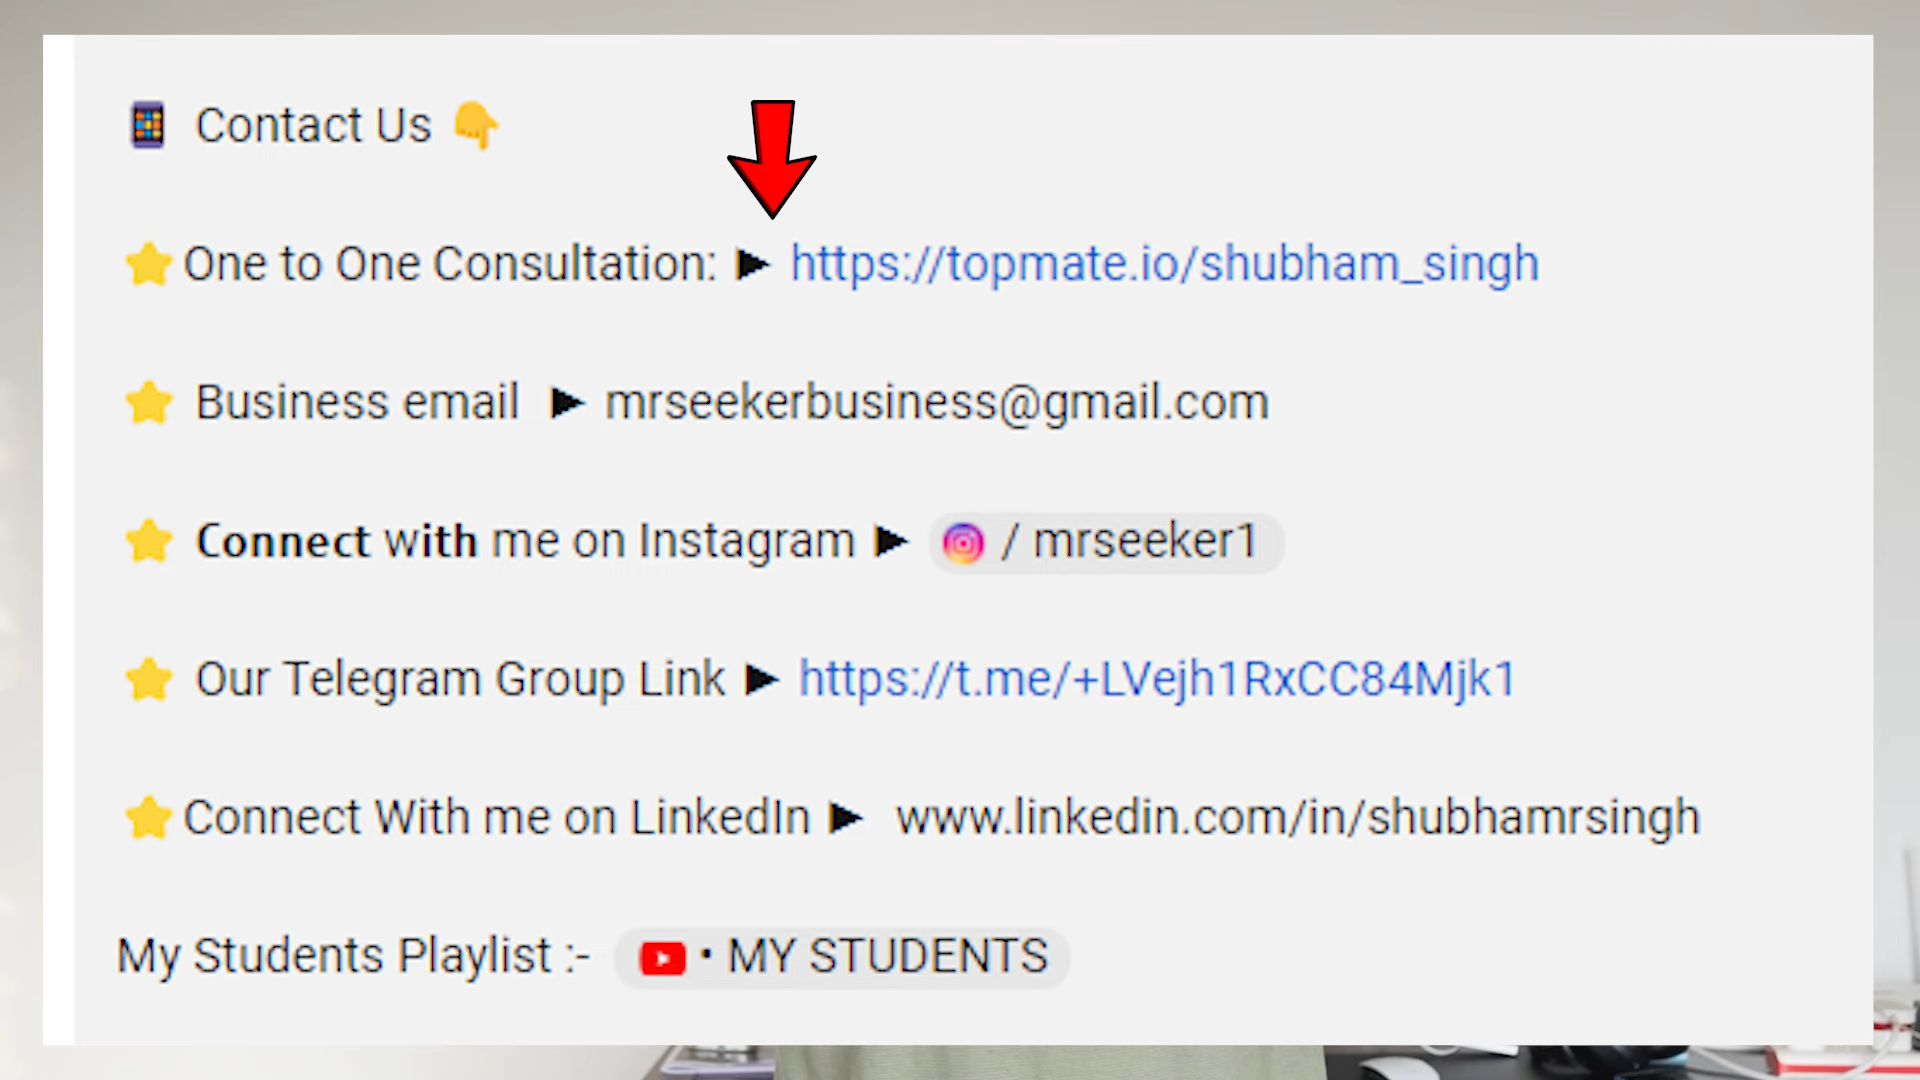 Contact Us
One to One Consultation: ► https://topmate.io/shubham_singh
Business email ► mrseekerbusiness@gmail.com
Connect with me on Instagram ► / mrseeker1
Our Telegram Group Link ► https://t.me/+LVejh1RxCC84Mjk1
Connect With me on LinkedIn ► www.linkedin.com/in/shubhamrsingh
My Students Playlist :- • MY STUDENTS